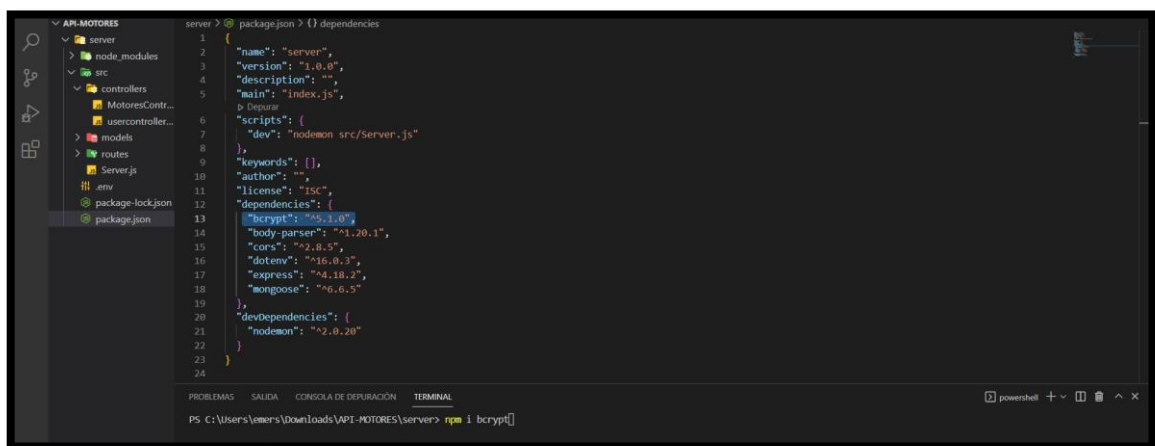 API-MOTORES
server
node_modules
src
controllers
MotoresContr...
usercontroller...
models
routes
Server.js
.env
package-lock.json
package.json
server > package.json > {} dependencies
1 {
2 "name": "server",
3 "version": "1.0.0",
4 "description": "",
5 "main": "index.js",
Depurar
6 "scripts": {
7 "dev": "nodemon src/Server.js"
8 },
9 "keywords": [],
10 "author": "",
11 "license": "ISC",
12 "dependencies": {
13 "bcrypt": "^5.1.0",
14 "body-parser": "^1.20.1",
15 "cors": "^2.8.5",
16 "dotenv": "^16.0.3",
17 "express": "^4.18.2",
18 "mongoose": "^6.6.5"
19 },
20 "devDependencies": {
21 "nodemon": "^2.0.20"
22 }
23 }
24
PROBLEMAS SALIDA CONSOLA DE DEPURACIÓN TERMINAL
powershell
PS C:\Users\emers\Downloads\API-MOTORES\server> npm i bcrypt